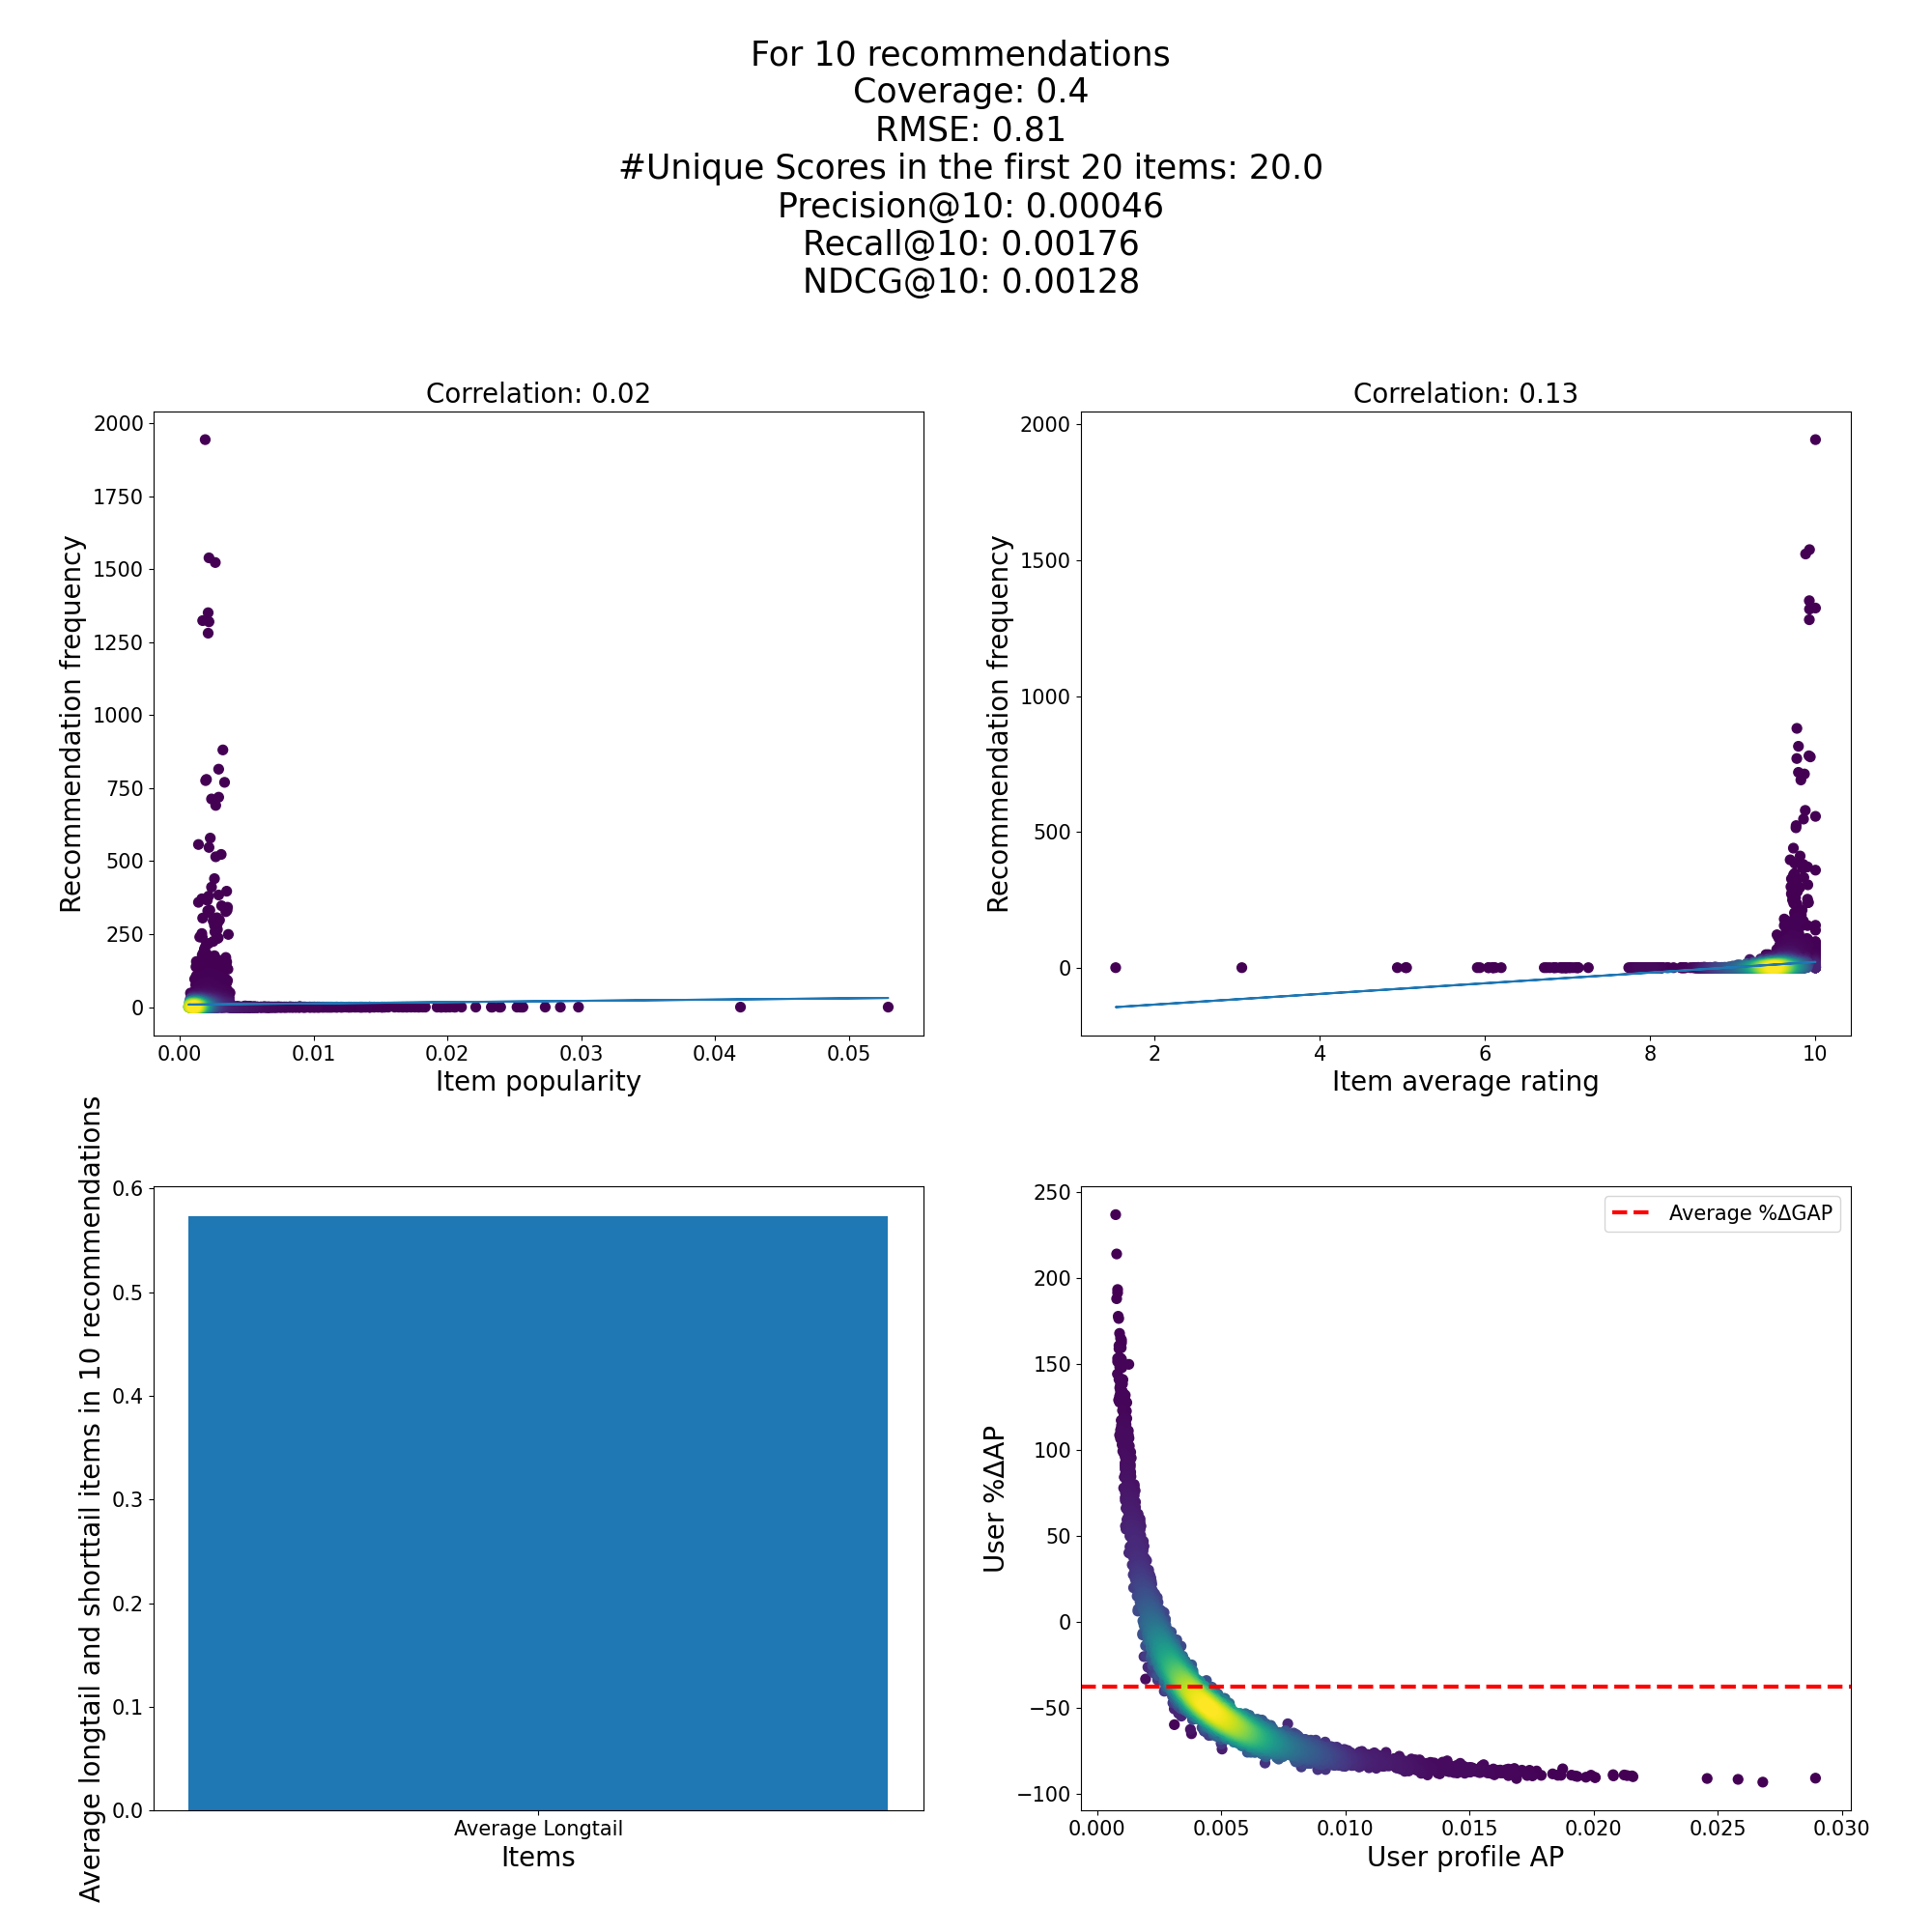 For 10 recommendations
Coverage: 0.4
RMSE: 0.81
#Unique Scores in the first 20 items: 20.0
Precision@10: 0.00046
Recall@10: 0.00176
NDCG@10: 0.00128
Correlation: 0.02
2000
1750
1500
1250
1000
750
500
250
0
Recommendation frequency
0.00 0.01 0.02 0.03 0.04 0.05
Item popularity
Correlation: 0.13
2000
1500
1000
500
0
Recommendation frequency
2 4 6 8 10
Item average rating
0.6
0.5
0.4
0.3
0.2
0.1
0.0
Average longtail and shorttail items in 10 recommendations
Average Longtail
Items
Average %ΔGAP
250
200
150
100
50
0
−50
−100
User %ΔAP
0.000 0.005 0.010 0.015 0.020 0.025 0.030
User profile AP